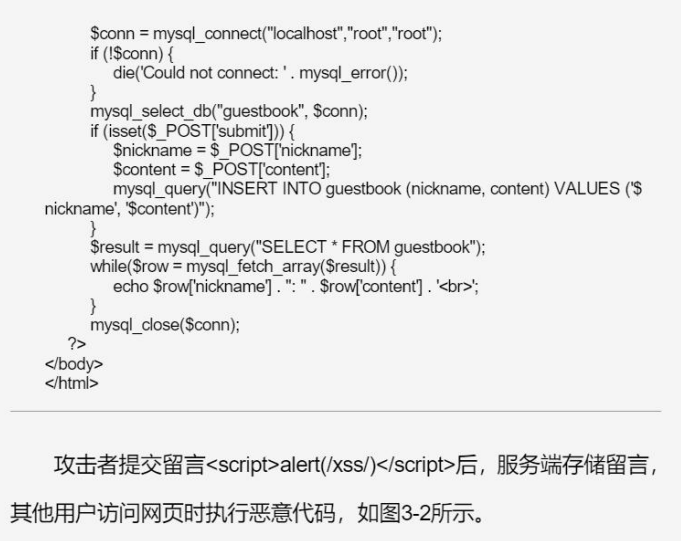 $conn = mysql_connect("localhost","root","root");
if (!$conn) {
die('Could not connect: ' . mysql_error());
}
mysql_select_db("guestbook", $conn);
if (isset($_POST['submit'])) {
$nickname = $_POST['nickname'];
$content = $_POST['content'];
mysql_query("INSERT INTO guestbook (nickname, content) VALUES ('$
nickname', '$content')");
}
$result = mysql_query("SELECT * FROM guestbook");
while($row = mysql_fetch_array($result)) {
echo $row['nickname'] . ": " . $row['content'] . '<br>';
}
mysql_close($conn);
?>
</body>
</html>
攻击者提交留言<script>alert(/xss/)</script>后，服务端存储留言，
其他用户访问网页时执行恶意代码，如图3-2所示。